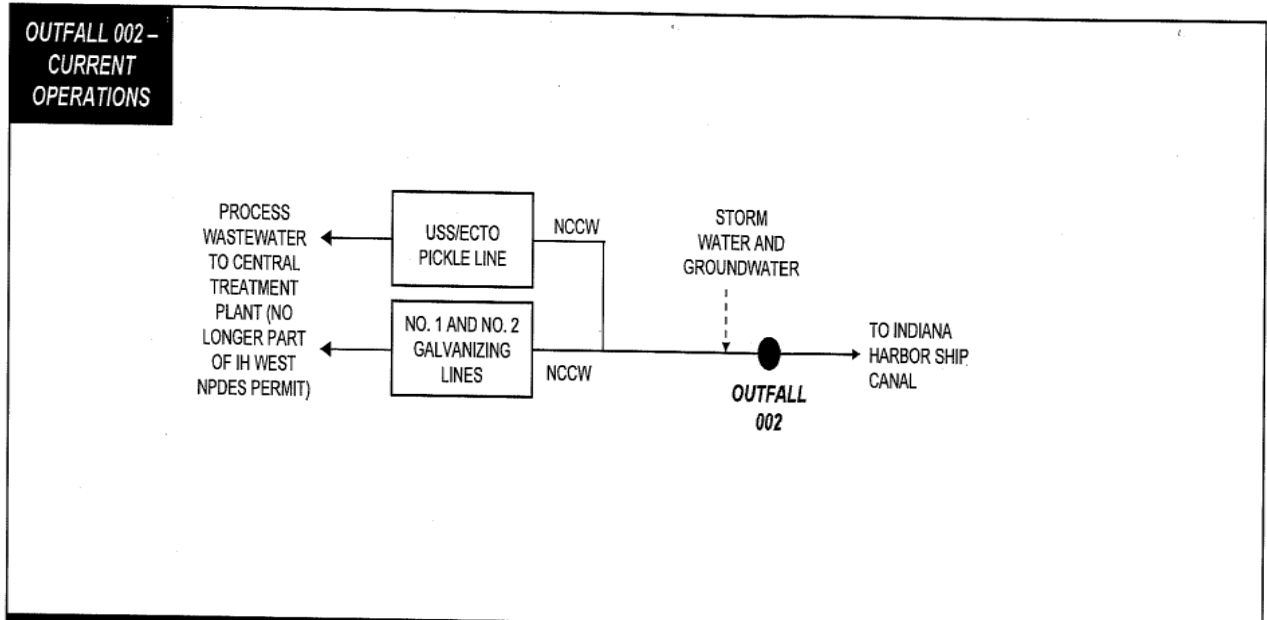 OUTFALL 002 –
CURRENT
OPERATIONS
PROCESS
WASTEWATER
TO CENTRAL
TREATMENT
PLANT (NO
LONGER PART
OF IH WEST
NPDES PERMIT)
USS/ECTO
PICKLE LINE
NCCW
NO. 1 AND NO. 2
GALVANIZING
LINES
NCCW
STORM
WATER AND
GROUNDWATER
OUTFALL
002
TO INDIANA
HARBOR SHIP
CANAL